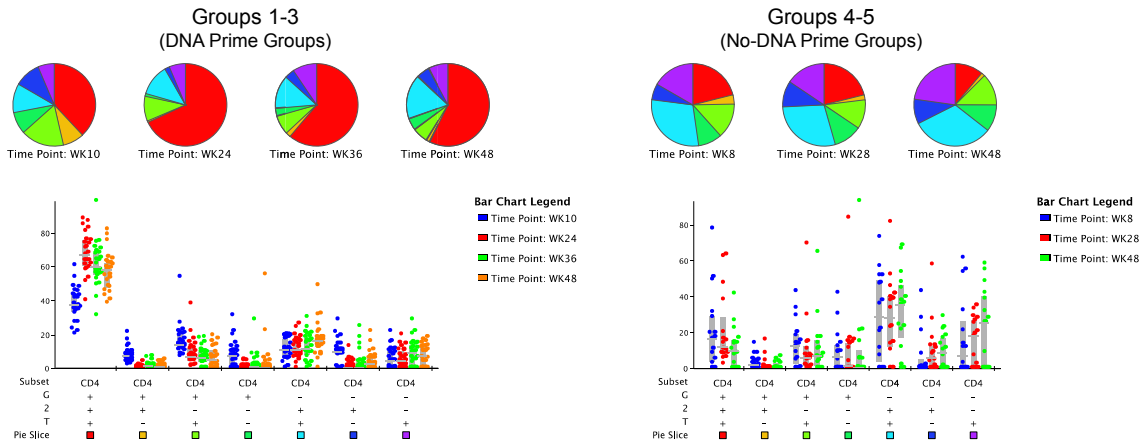 Groups 1-3
(DNA Prime Groups)
Time Point: WK10
Time Point: WK24
Time Point: WK36
Time Point: WK48
80
60
40
20
0
Bar Chart Legend
Time Point: WK10
Time Point: WK24
Time Point: WK36
Time Point: WK48
Subset CD4 CD4 CD4 CD4 CD4 CD4 CD4
G + + + + - - -
2 + + - - + + -
T + - + - + - +
Pie Slice
Groups 4-5
(No-DNA Prime Groups)
Time Point: WK8
Time Point: WK28
Time Point: WK48
80
60
40
20
0
Bar Chart Legend
Time Point: WK8
Time Point: WK28
Time Point: WK48
Subset CD4 CD4 CD4 CD4 CD4 CD4 CD4
G + + + + - - -
2 + + - - + + -
T + - + - + - +
Pie Slice